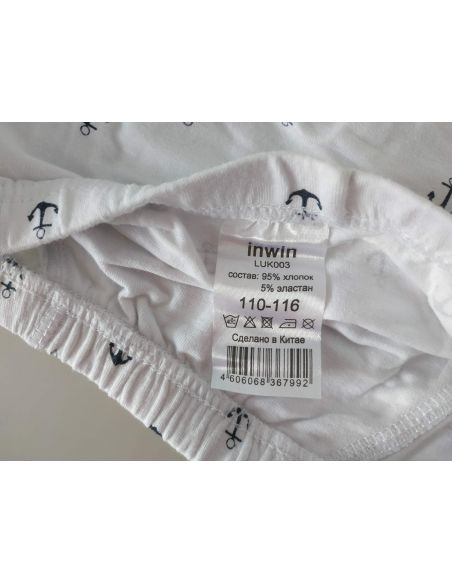 inwin
LUK003
состав: 95% хлопок
5% эластан
110-116
Сделано в Китае
4 606068 367992